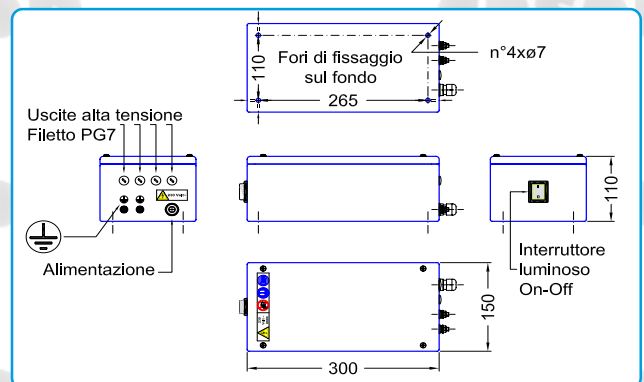 Fori di fissaggio
sul fondo
110
265
n°4xø7
Uscite alta tensione
Filetto PG7
Alimentazione
Interruttore
luminoso
On-Off
110
150
300